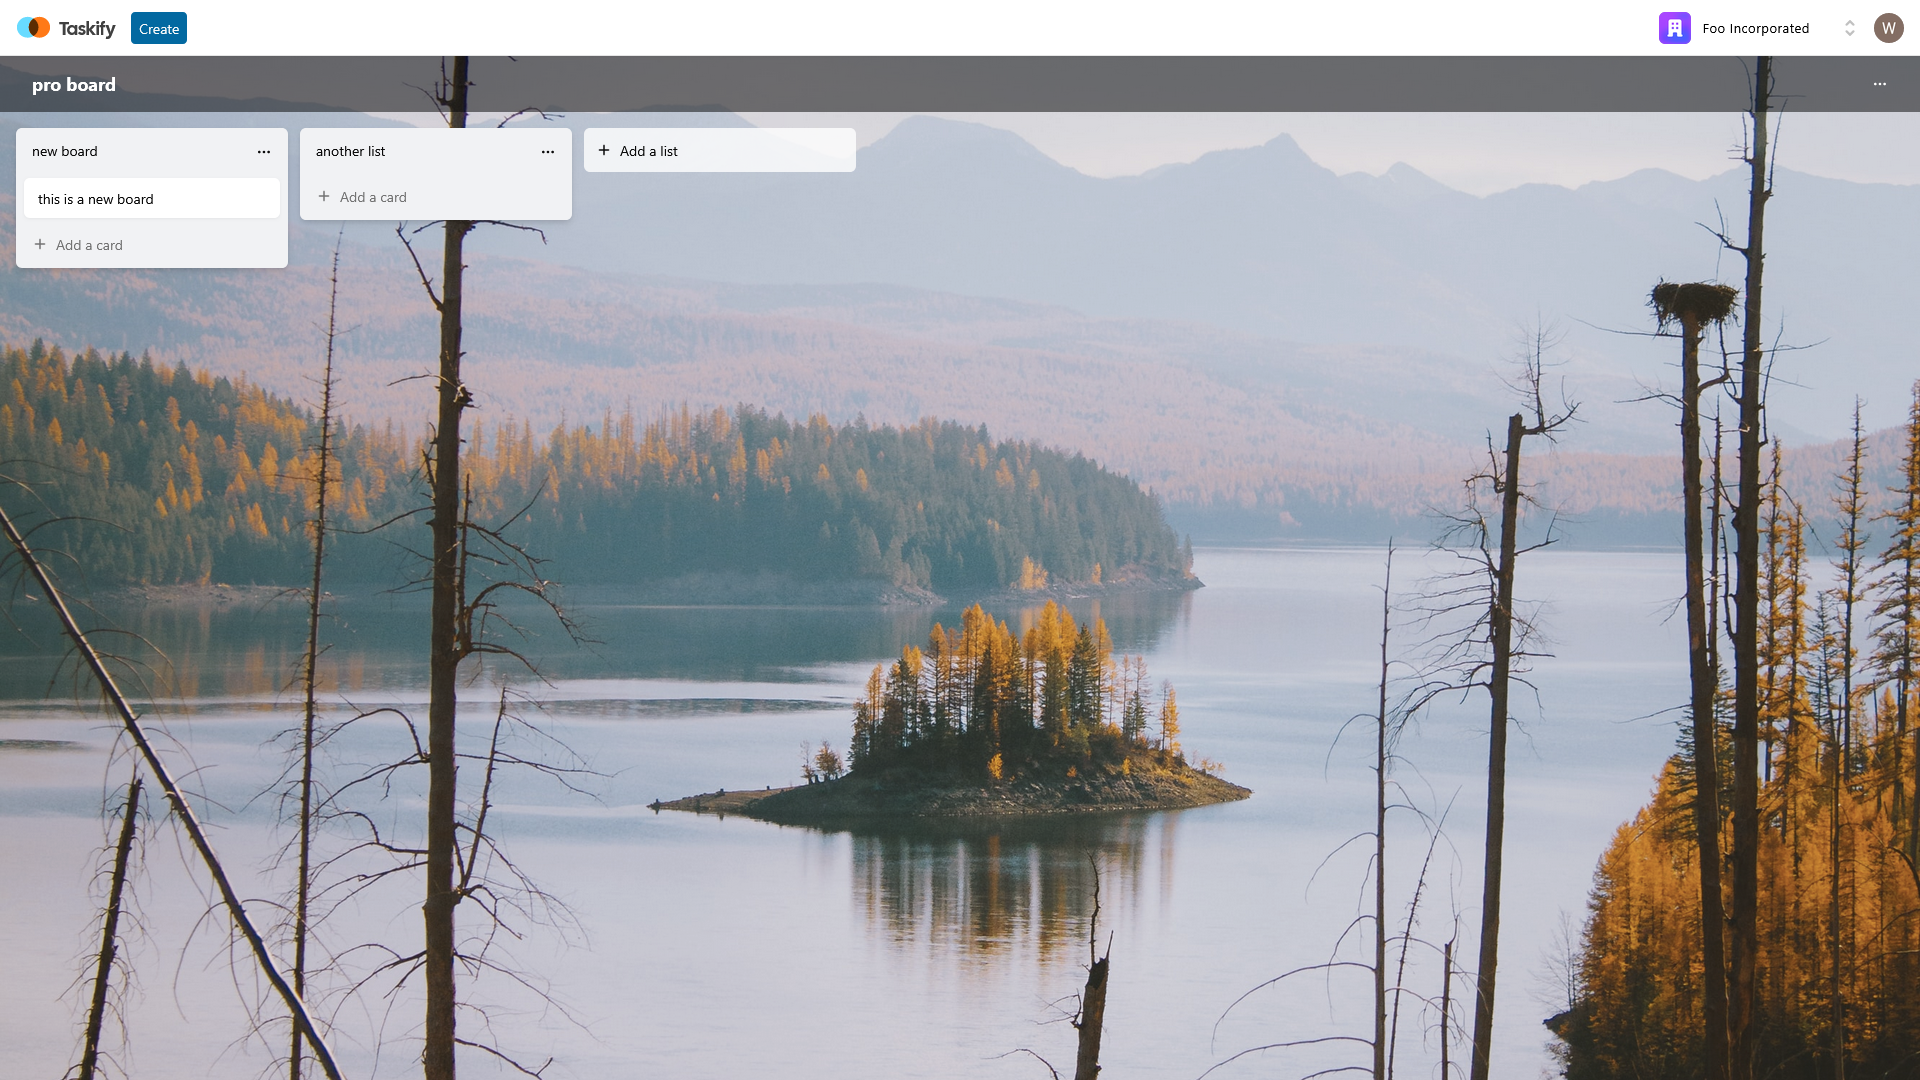 Taskify
Create
Foo Incorporated
W
pro board
new board
another list
Add a list
this is a new board
Add a card
Add a card